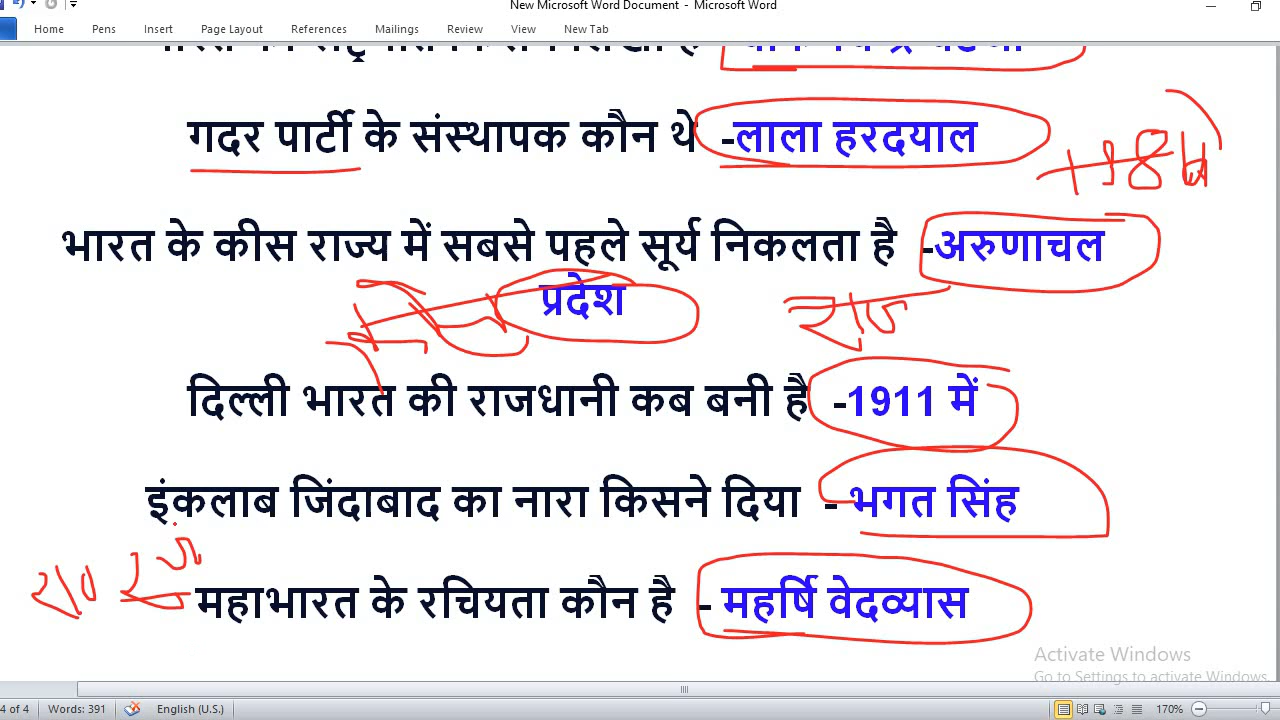 New Microsoft Word Document - Microsoft Word
Home Pens Insert Page Layout References Mailings Review View New Tab
गदर पार्टी के संस्थापक कौन थे -लाला हरदयाल
भारत के कीस राज्य में सबसे पहले सूर्य निकलता है -अरुणाचल
प्रदेश
दिल्ली भारत की राजधानी कब बनी है -1911 में
इंकलाब जिंदाबाद का नारा किसने दिया - भगत सिंह
महाभारत के रचियता कौन है - महर्षि वेदव्यास
Activate Windows
Go to Settings to activate Windows.
4 of 4 Words: 391 English (U.S.) 170%